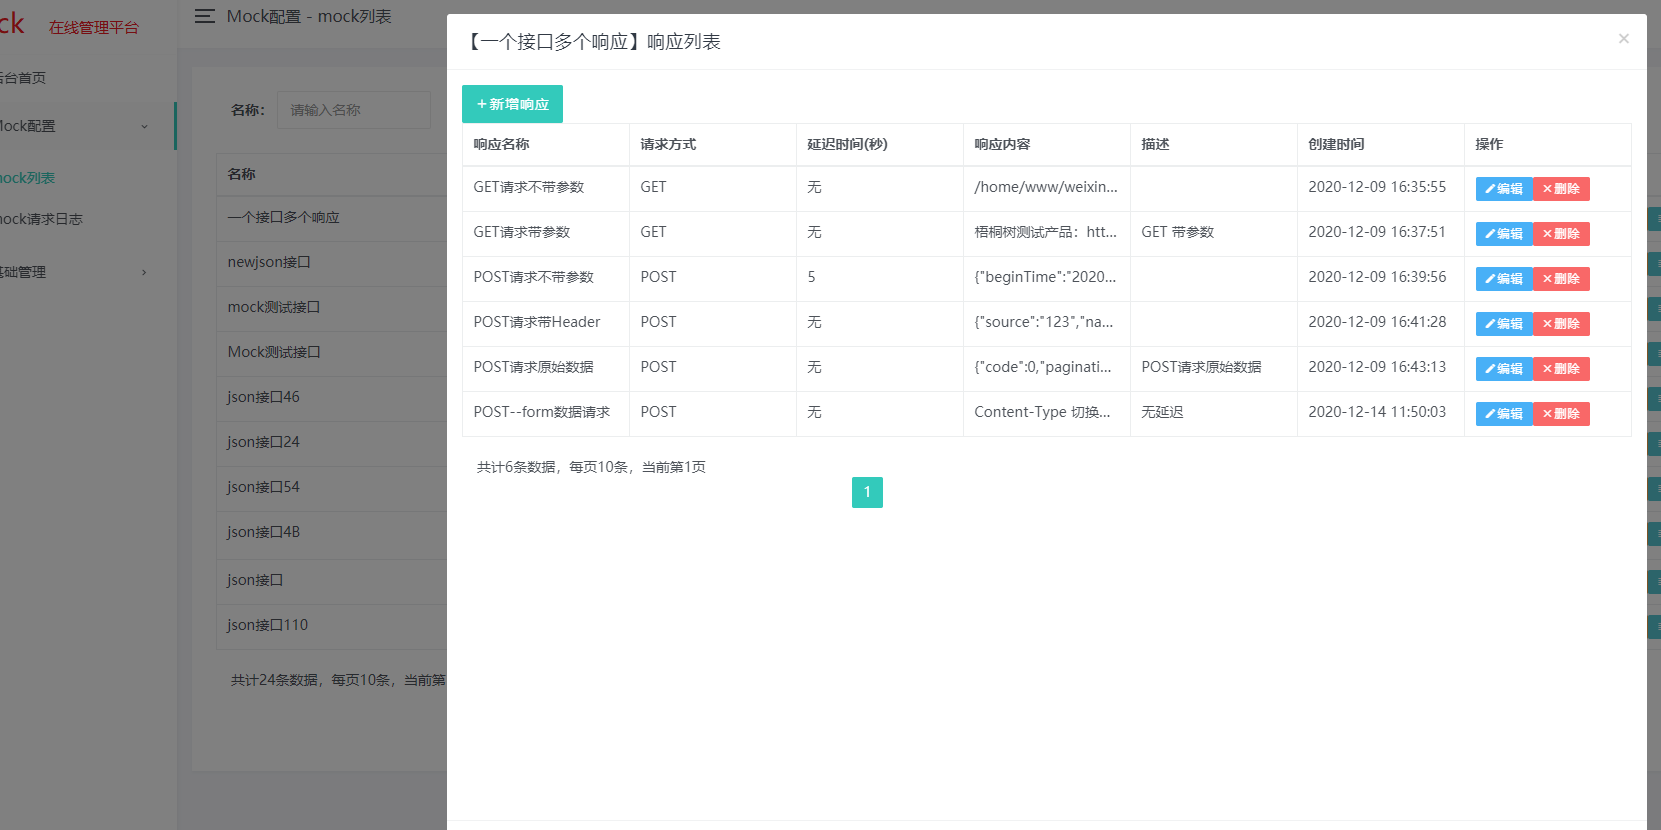 ck 在线管理平台
Mock配置 - mock列表
台首页
Mock配置
mock列表
mock请求日志
基础管理
名称： 请输入名称
名称
一个接口多个响应
newjson接口
mock测试接口
Mock测试接口
json接口46
json接口24
json接口54
json接口4B
json接口
json接口110
共计24条数据，每页10条，当前第
【一个接口多个响应】响应列表 ×
+ 新增响应
响应名称 请求方式 延迟时间(秒) 响应内容 描述 创建时间 操作
GET请求不带参数 GET 无 /home/www/weixin... 2020-12-09 16:35:55 编辑 ×删除
GET请求带参数 GET 无 梧桐树测试产品：htt... GET 带参数 2020-12-09 16:37:51 编辑 ×删除
POST请求不带参数 POST 5 {"beginTime":"2020... 2020-12-09 16:39:56 编辑 ×删除
POST请求带Header POST 无 {"source":"123","na... 2020-12-09 16:41:28 编辑 ×删除
POST请求原始数据 POST 无 {"code":0,"paginati... POST请求原始数据 2020-12-09 16:43:13 编辑 ×删除
POST--form数据请求 POST 无 Content-Type 切换... 无延迟 2020-12-14 11:50:03 编辑 ×删除
共计6条数据，每页10条，当前第1页
1